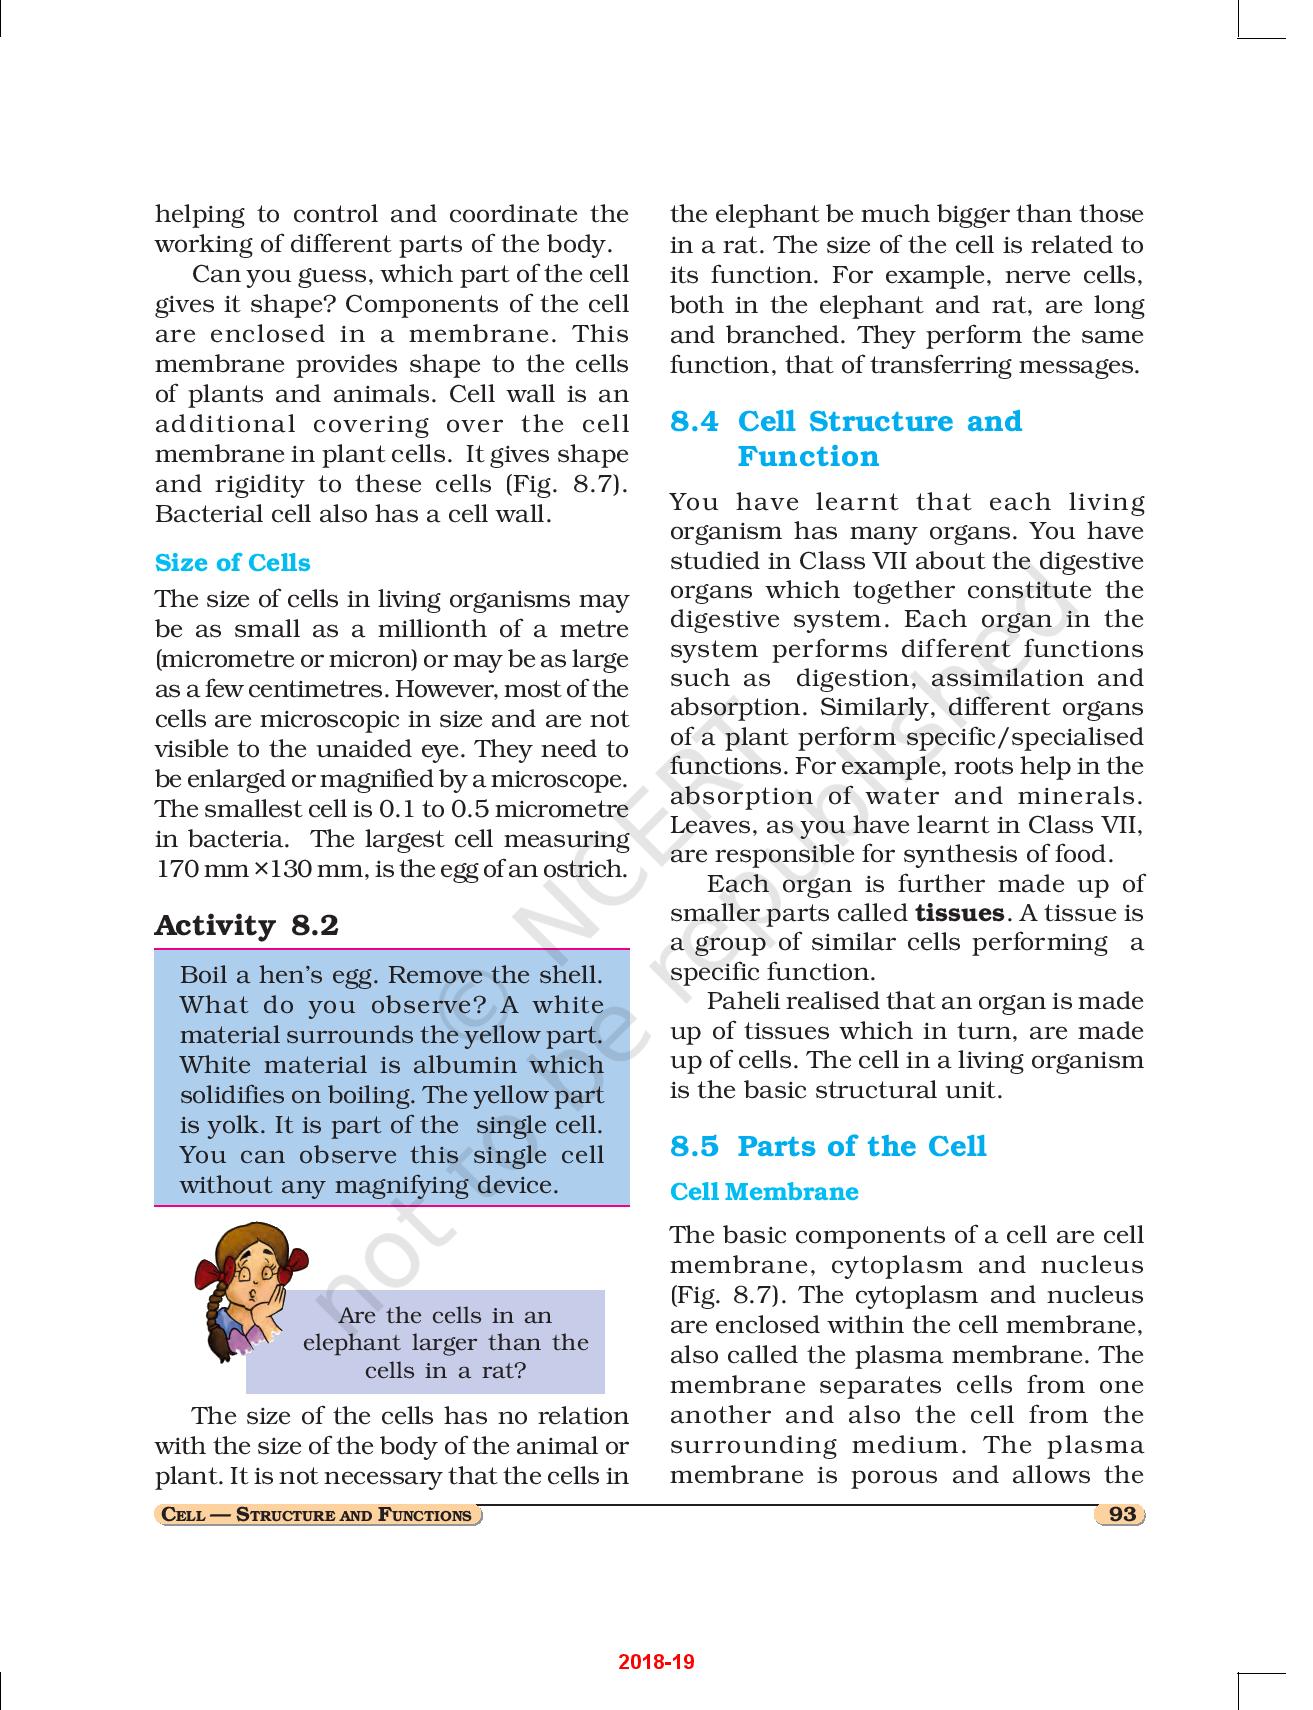 helping to control and coordinate the
working of different parts of the body.
Can you guess, which part of the cell
gives it shape? Components of the cell
are enclosed in a membrane. This
membrane provides shape to the cells
of plants and animals. Cell wall is an
additional covering over the cell
membrane in plant cells. It gives shape
and rigidity to these cells (Fig. 8.7).
Bacterial cell also has a cell wall.
Size of Cells
The size of cells in living organisms may
be as small as a millionth of a metre
(micrometre or micron) or may be as large
as a few centimetres. However, most of the
cells are microscopic in size and are not
visible to the unaided eye. They need to
be enlarged or magnified by a microscope.
The smallest cell is 0.1 to 0.5 micrometre
in bacteria. The largest cell measuring
170 mm ×130 mm, is the egg of an ostrich.
Activity 8.2
Boil a hen's egg. Remove the shell.
What do you observe? A white
material surrounds the yellow part.
White material is albumin which
solidifies on boiling. The yellow part
is yolk. It is part of the single cell.
You can observe this single cell
without any magnifying device.
Are the cells in an
elephant larger than the
cells in a rat?
The size of the cells has no relation
with the size of the body of the animal or
plant. It is not necessary that the cells in
the elephant be much bigger than those
in a rat. The size of the cell is related to
its function. For example, nerve cells,
both in the elephant and rat, are long
and branched. They perform the same
function, that of transferring messages.
8.4 Cell Structure and
Function
You have learnt that each living
organism has many organs. You have
studied in Class VII about the digestive
organs which together constitute the
digestive system. Each organ in the
system performs different functions
such as digestion, assimilation and
absorption. Similarly, different organs
of a plant perform specific/specialised
functions. For example, roots help in the
absorption of water and minerals.
Leaves, as you have learnt in Class VII,
are responsible for synthesis of food.
Each organ is further made up of
smaller parts called tissues. A tissue is
a group of similar cells performing a
specific function.
Paheli realised that an organ is made
up of tissues which in turn, are made
up of cells. The cell in a living organism
is the basic structural unit.
8.5 Parts of the Cell
Cell Membrane
The basic components of a cell are cell
membrane, cytoplasm and nucleus
(Fig. 8.7). The cytoplasm and nucleus
are enclosed within the cell membrane,
also called the plasma membrane. The
membrane separates cells from one
another and also the cell from the
surrounding medium. The plasma
membrane is porous and allows the
© NCERT
not to be republished
CELL — STRUCTURE AND FUNCTIONS
93
2018-19